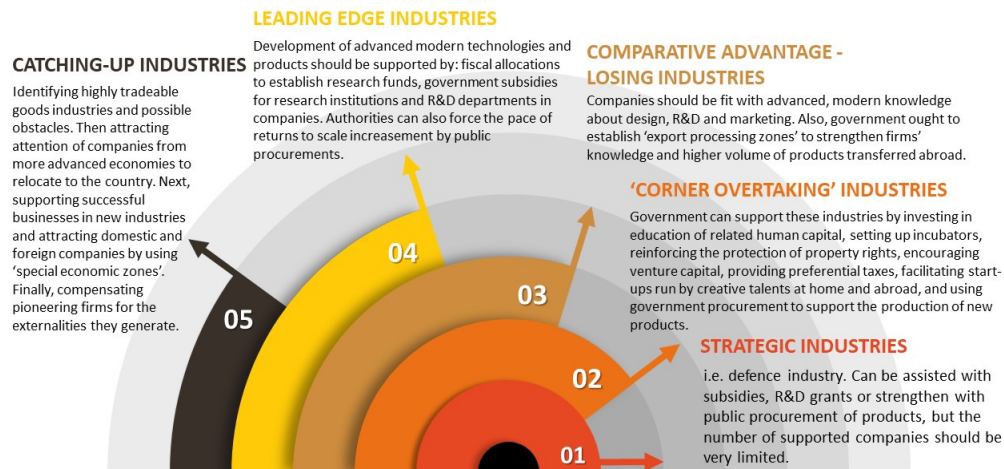 LEADING EDGE INDUSTRIES
Development of advanced modern technologies and
products should be supported by: fiscal allocations
to establish research funds, government subsidies
for research institutions and R&D departments in
companies. Authorities can also force the pace of
returns to scale increasement by public
procurements.
CATCHING-UP INDUSTRIES
Identifying highly tradeable
goods industries and possible
obstacles. Then attracting
attention of companies from
more advanced economies to
relocate to the country. Next,
supporting successful
businesses in new industries
and attracting domestic and
foreign companies by using
‘special economic zones’.
Finally, compensating
pioneering firms for the
externalities they generate.
COMPARATIVE ADVANTAGE -
LOSING INDUSTRIES
Companies should be fit with advanced, modern knowledge
about design, R&D and marketing. Also, government ought to
establish ‘export processing zones’ to strengthen firms’
knowledge and higher volume of products transferred abroad.
‘CORNER OVERTAKING’ INDUSTRIES
Government can support these industries by investing in
education of related human capital, setting up incubators,
reinforcing the protection of property rights, encouraging
venture capital, providing preferential taxes, facilitating start-
ups run by creative talents at home and abroad, and using
government procurement to support the production of new
products.
STRATEGIC INDUSTRIES
i.e. defence industry. Can be assisted with
subsidies, R&D grants or strengthen with
public procurement of products, but the
number of supported companies should be
very limited.
05
04
03
02
01